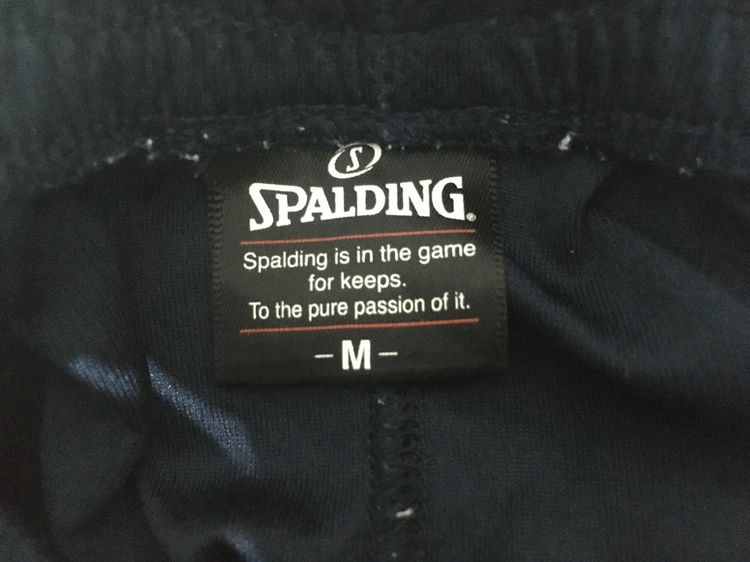 S
SPALDING®
Spalding is in the game
for keeps.
To the pure passion of it.
– M –